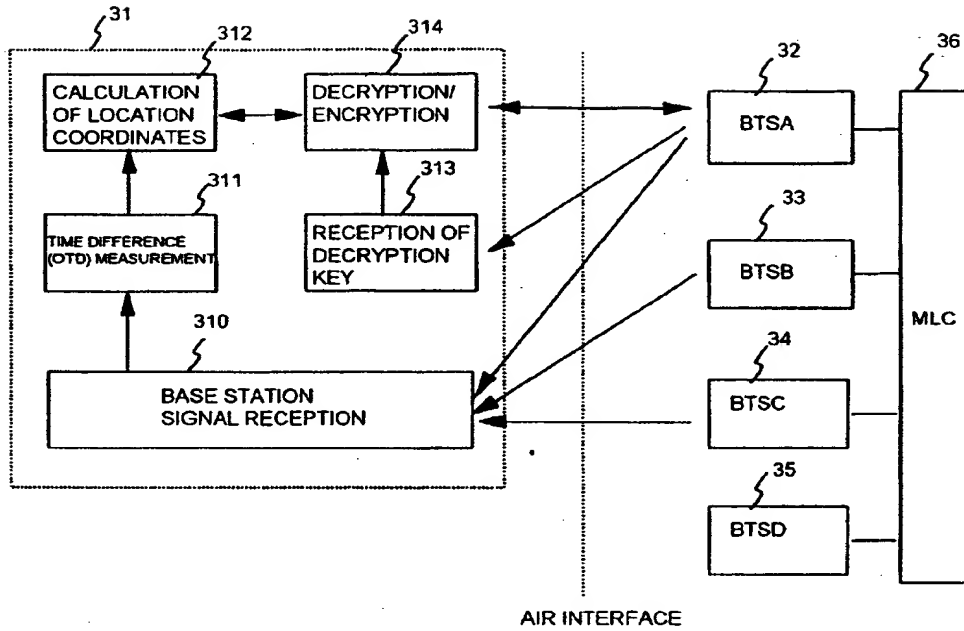 31
312
314
32
36
CALCULATION
OF LOCATION
COORDINATES
DECRYPTION/
ENCRYPTION
BTSA
311
313
33
TIME DIFFERENCE
(OTD) MEASUREMENT
RECEPTION OF
DECRYPTION
KEY
BTSB
MLC
310
34
BASE STATION
SIGNAL RECEPTION
BTSC
35
BTSD
AIR INTERFACE